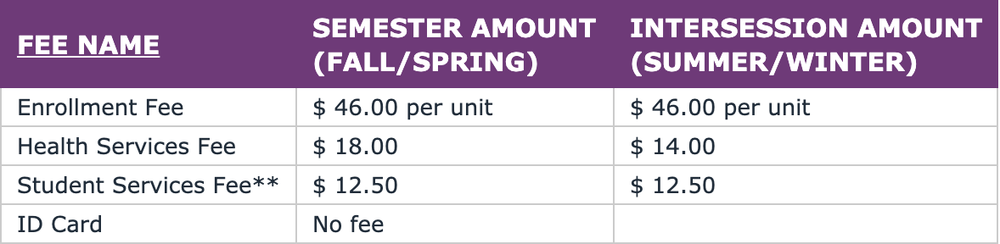 FEE NAME
SEMESTER AMOUNT
(FALL/SPRING)
INTERSESSION AMOUNT
(SUMMER/WINTER)
Enrollment Fee $ 46.00 per unit $ 46.00 per unit
Health Services Fee $ 18.00 $ 14.00
Student Services Fee** $ 12.50 $ 12.50
ID Card No fee